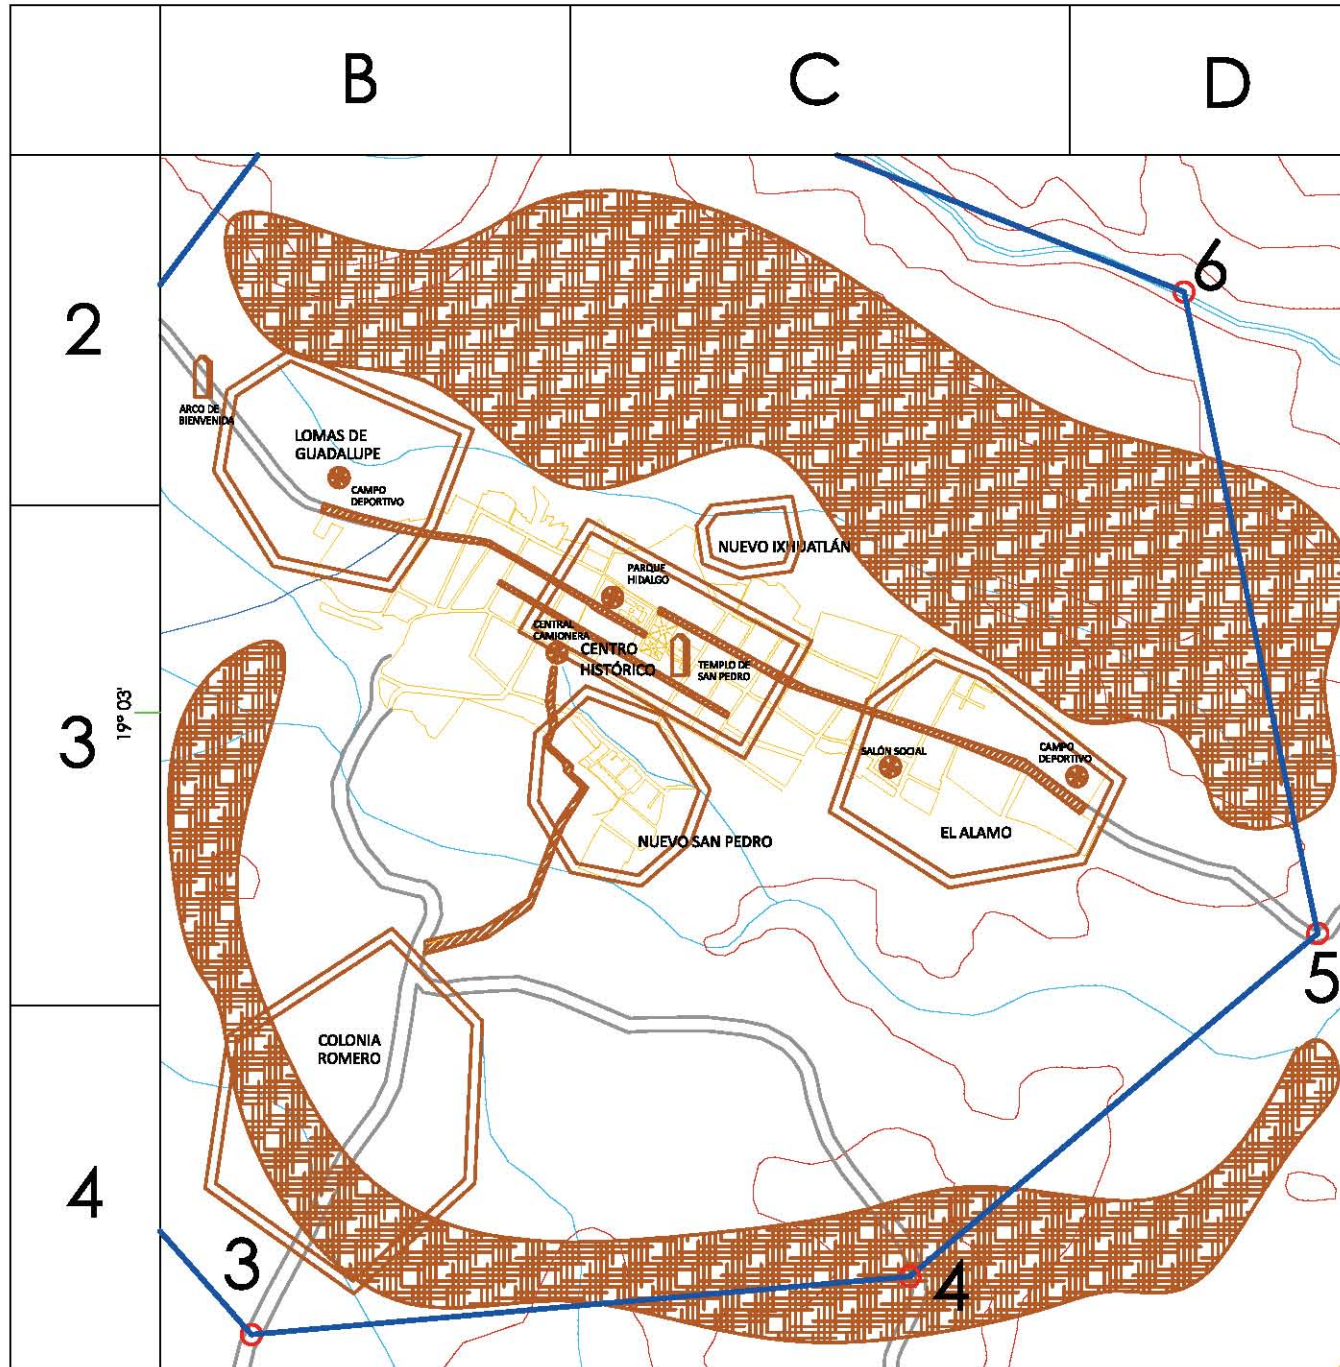 B
C
D
2
6
ARCO DE
BIENVENIDA
LOMAS DE
GUADALUPE
CAMPO
DEPORTIVO
NUEVO IXHUATLÁN
PARQUE
HIDALGO
CENTRAL
CAMIONERA
CENTRO
HISTÓRICO
TEMPLO DE
SAN PEDRO
3
19° 03'
SALÓN SOCIAL
CAMPO
DEPORTIVO
NUEVO SAN PEDRO
EL ALAMO
5
COLONIA
ROMERO
4
3
4